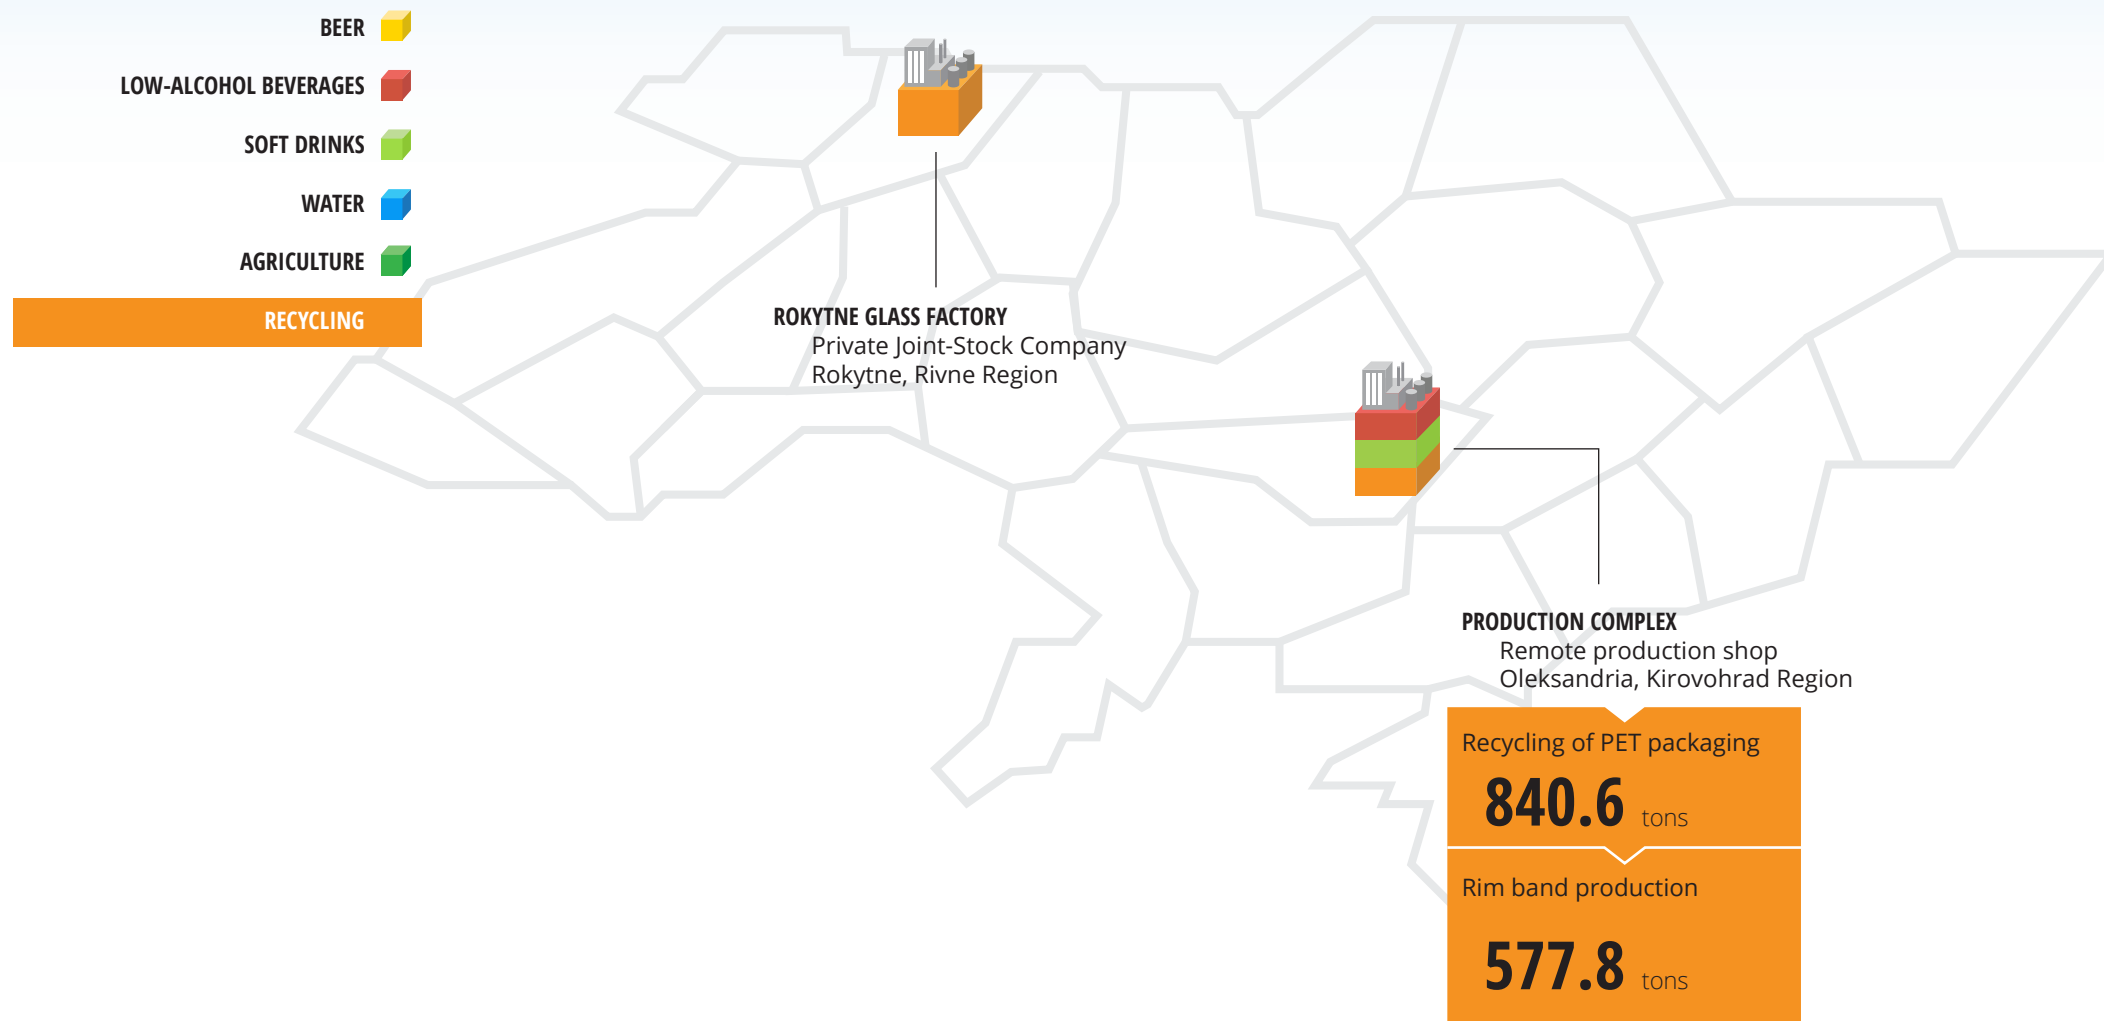 BEER
LOW-ALCOHOL BEVERAGES
SOFT DRINKS
WATER
AGRICULTURE
RECYCLING
ROKYTNE GLASS FACTORY
Private Joint-Stock Company
Rokytne, Rivne Region
PRODUCTION COMPLEX
Remote production shop
Oleksandria, Kirovohrad Region
Recycling of PET packaging
840.6 tons
Rim band production
577.8 tons